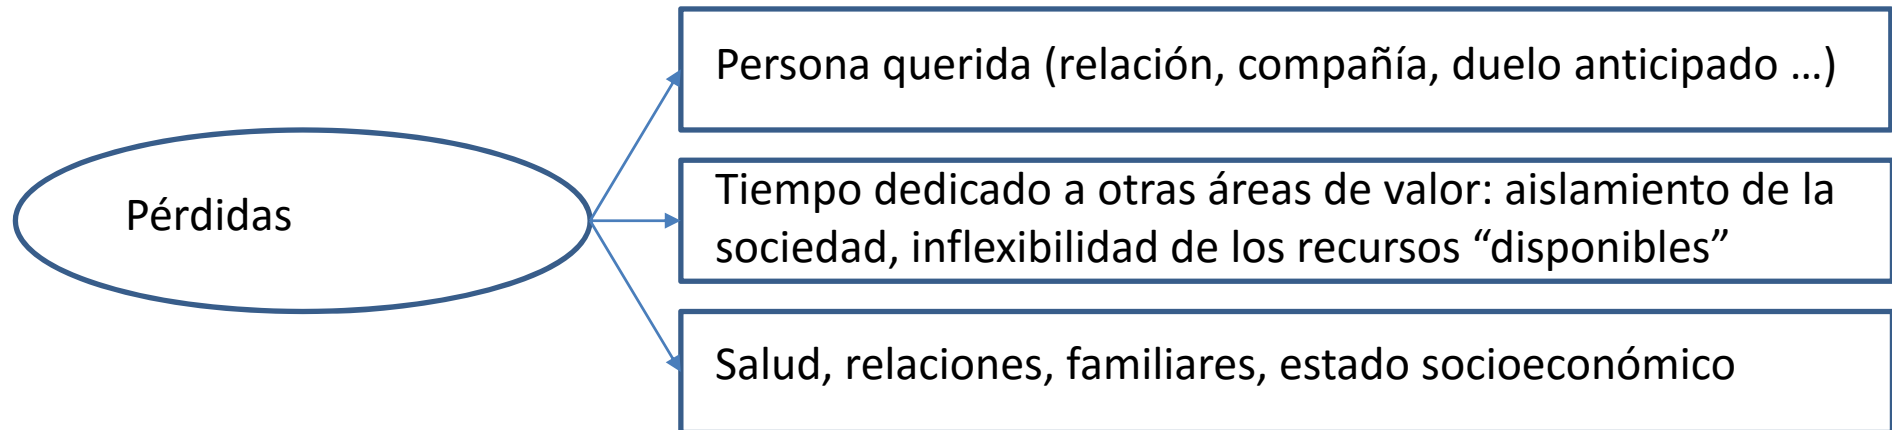 Pérdidas
Persona querida (relación, compañía, duelo anticipado …)
Tiempo dedicado a otras áreas de valor: aislamiento de la
sociedad, inflexibilidad de los recursos “disponibles”
Salud, relaciones, familiares, estado socioeconómico